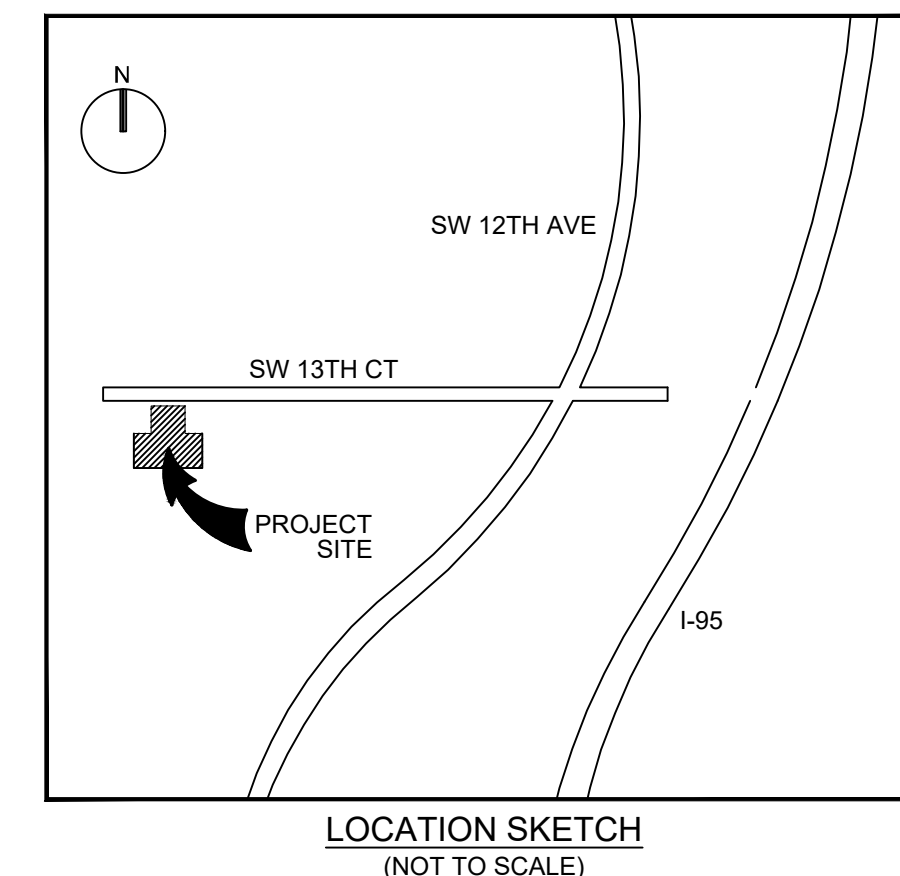 N
SW 12TH AVE
SW 13TH CT
PROJECT
SITE
I-95
LOCATION SKETCH
(NOT TO SCALE)